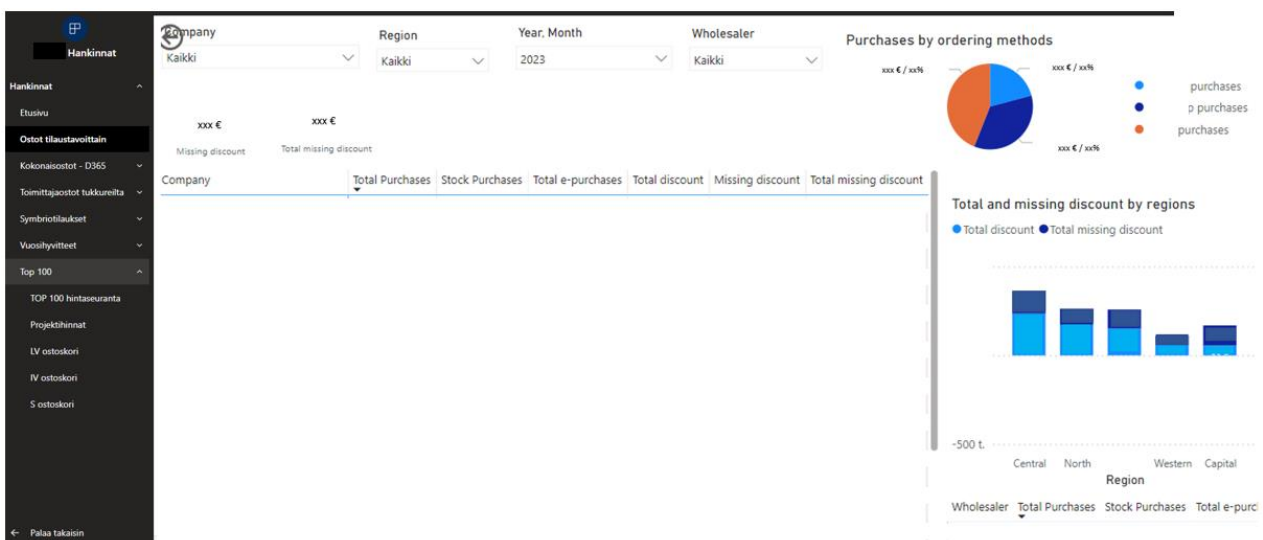 Hankinnat
Hankinnat
Etusivu
Ostot tilaustavoittain
Kokonaisostot - D365
Toimittajaostot tukkureilta
Symbriotilaukset
Vuosihyvitteet
Top 100
TOP 100 hintaseuranta
Projektihinnat
LV ostoskori
IV ostoskori
S ostoskori
Palaa takaisin
Company
Kaikki
Region
Kaikki
Year, Month
2023
Wholesaler
Kaikki
xxx €
Missing discount
xxx €
Total missing discount
Company Total Purchases Stock Purchases Total e-purchases Total discount Missing discount Total missing discount
Purchases by ordering methods
xxx € / xx%
xxx € / xx%
xxx € / xx%
purchases
p purchases
purchases
Total and missing discount by regions
Total discount Total missing discount
-500 t.
Central North Western Capital
Region
Wholesaler Total Purchases Stock Purchases Total e-purc